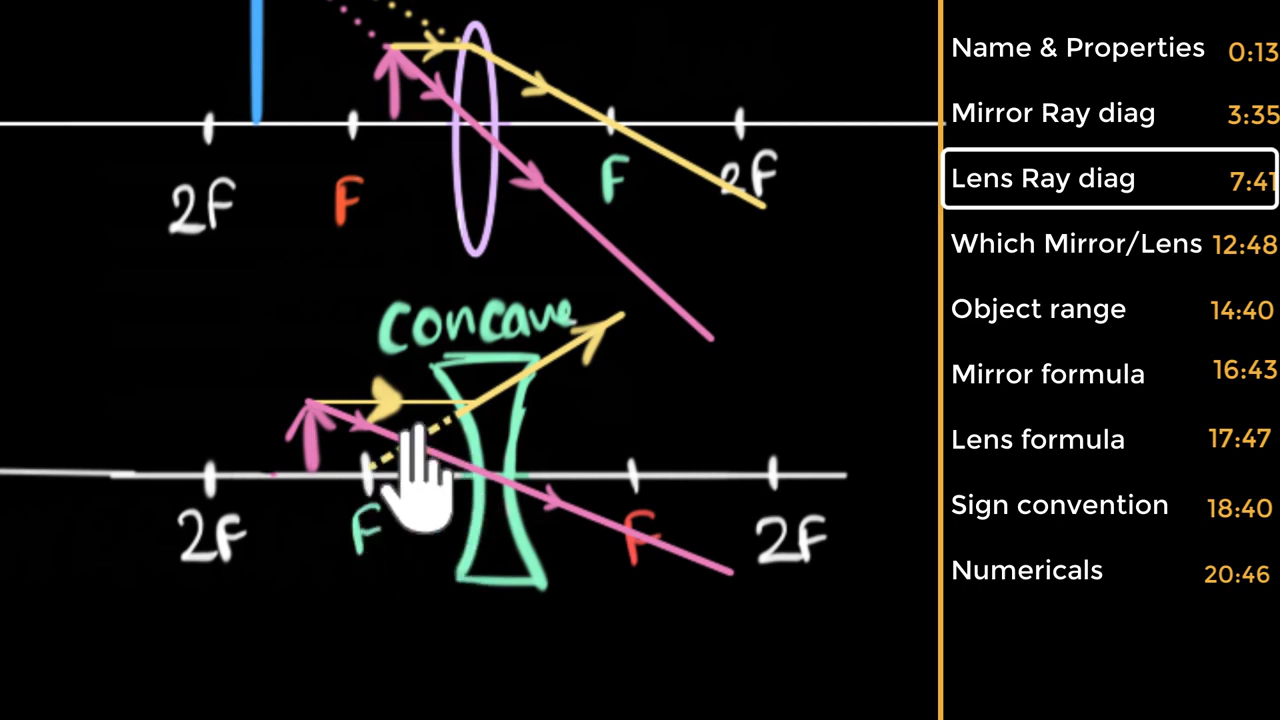 2F F F 2F
concave
2F F F 2F
Name & Properties 0:13
Mirror Ray diag 3:35
Lens Ray diag 7:41
Which Mirror/Lens 12:48
Object range 14:40
Mirror formula 16:43
Lens formula 17:47
Sign convention 18:40
Numericals 20:46